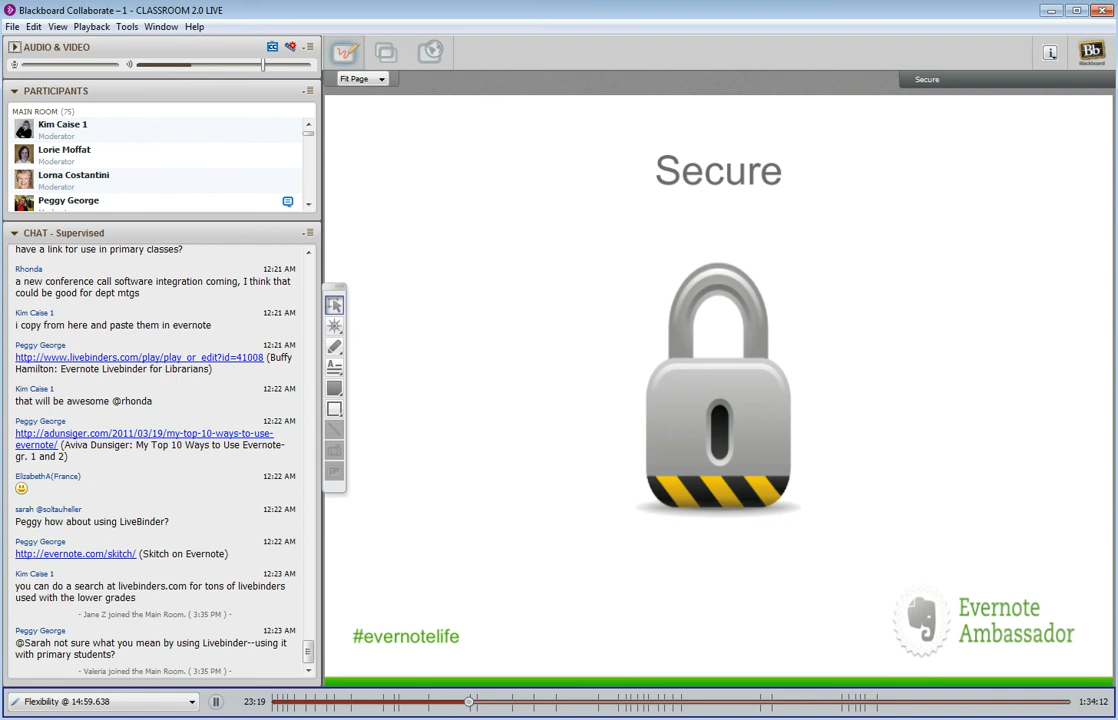 Blackboard Collaborate – 1 - CLASSROOM 2.0 LIVE
File Edit View Playback Tools Window Help
AUDIO & VIDEO
PARTICIPANTS
MAIN ROOM (75)
Kim Caise 1
Moderator
Lorie Moffat
Moderator
Lorna Costantini
Moderator
Peggy George
CHAT - Supervised
have a link for use in primary classes?
Rhonda 12:21 AM
a new conference call software integration coming, I think that
could be good for dept mtgs
Kim Caise 1 12:21 AM
i copy from here and paste them in evernote
Peggy George 12:21 AM
http://www.livebinders.com/play/play_or_edit?id=41008 (Buffy
Hamilton: Evernote Livebinder for Librarians)
Kim Caise 1 12:22 AM
that will be awesome @rhonda
Peggy George 12:22 AM
http://adunsiger.com/2011/03/19/my-top-10-ways-to-use-
evernote/ (Aviva Dunsiger: My Top 10 Ways to Use Evernote-
gr. 1 and 2)
ElizabethA(France) 12:22 AM
sarah @soltauheller 12:22 AM
Peggy how about using LiveBinder?
Peggy George 12:22 AM
http://evernote.com/skitch/ (Skitch on Evernote)
Kim Caise 1 12:23 AM
you can do a search at livebinders.com for tons of livebinders
used with the lower grades
- Jane Z joined the Main Room. ( 3:35 PM ) -
Peggy George 12:23 AM
@Sarah not sure what you mean by using Livebinder--using it
with primary students?
- Valeria joined the Main Room. ( 3:35 PM ) -
Flexibility @ 14:59.638
23:19
1:34:12
Fit Page
Secure
Bb
Blackboard
Secure
#evernotelife
Evernote
Ambassador